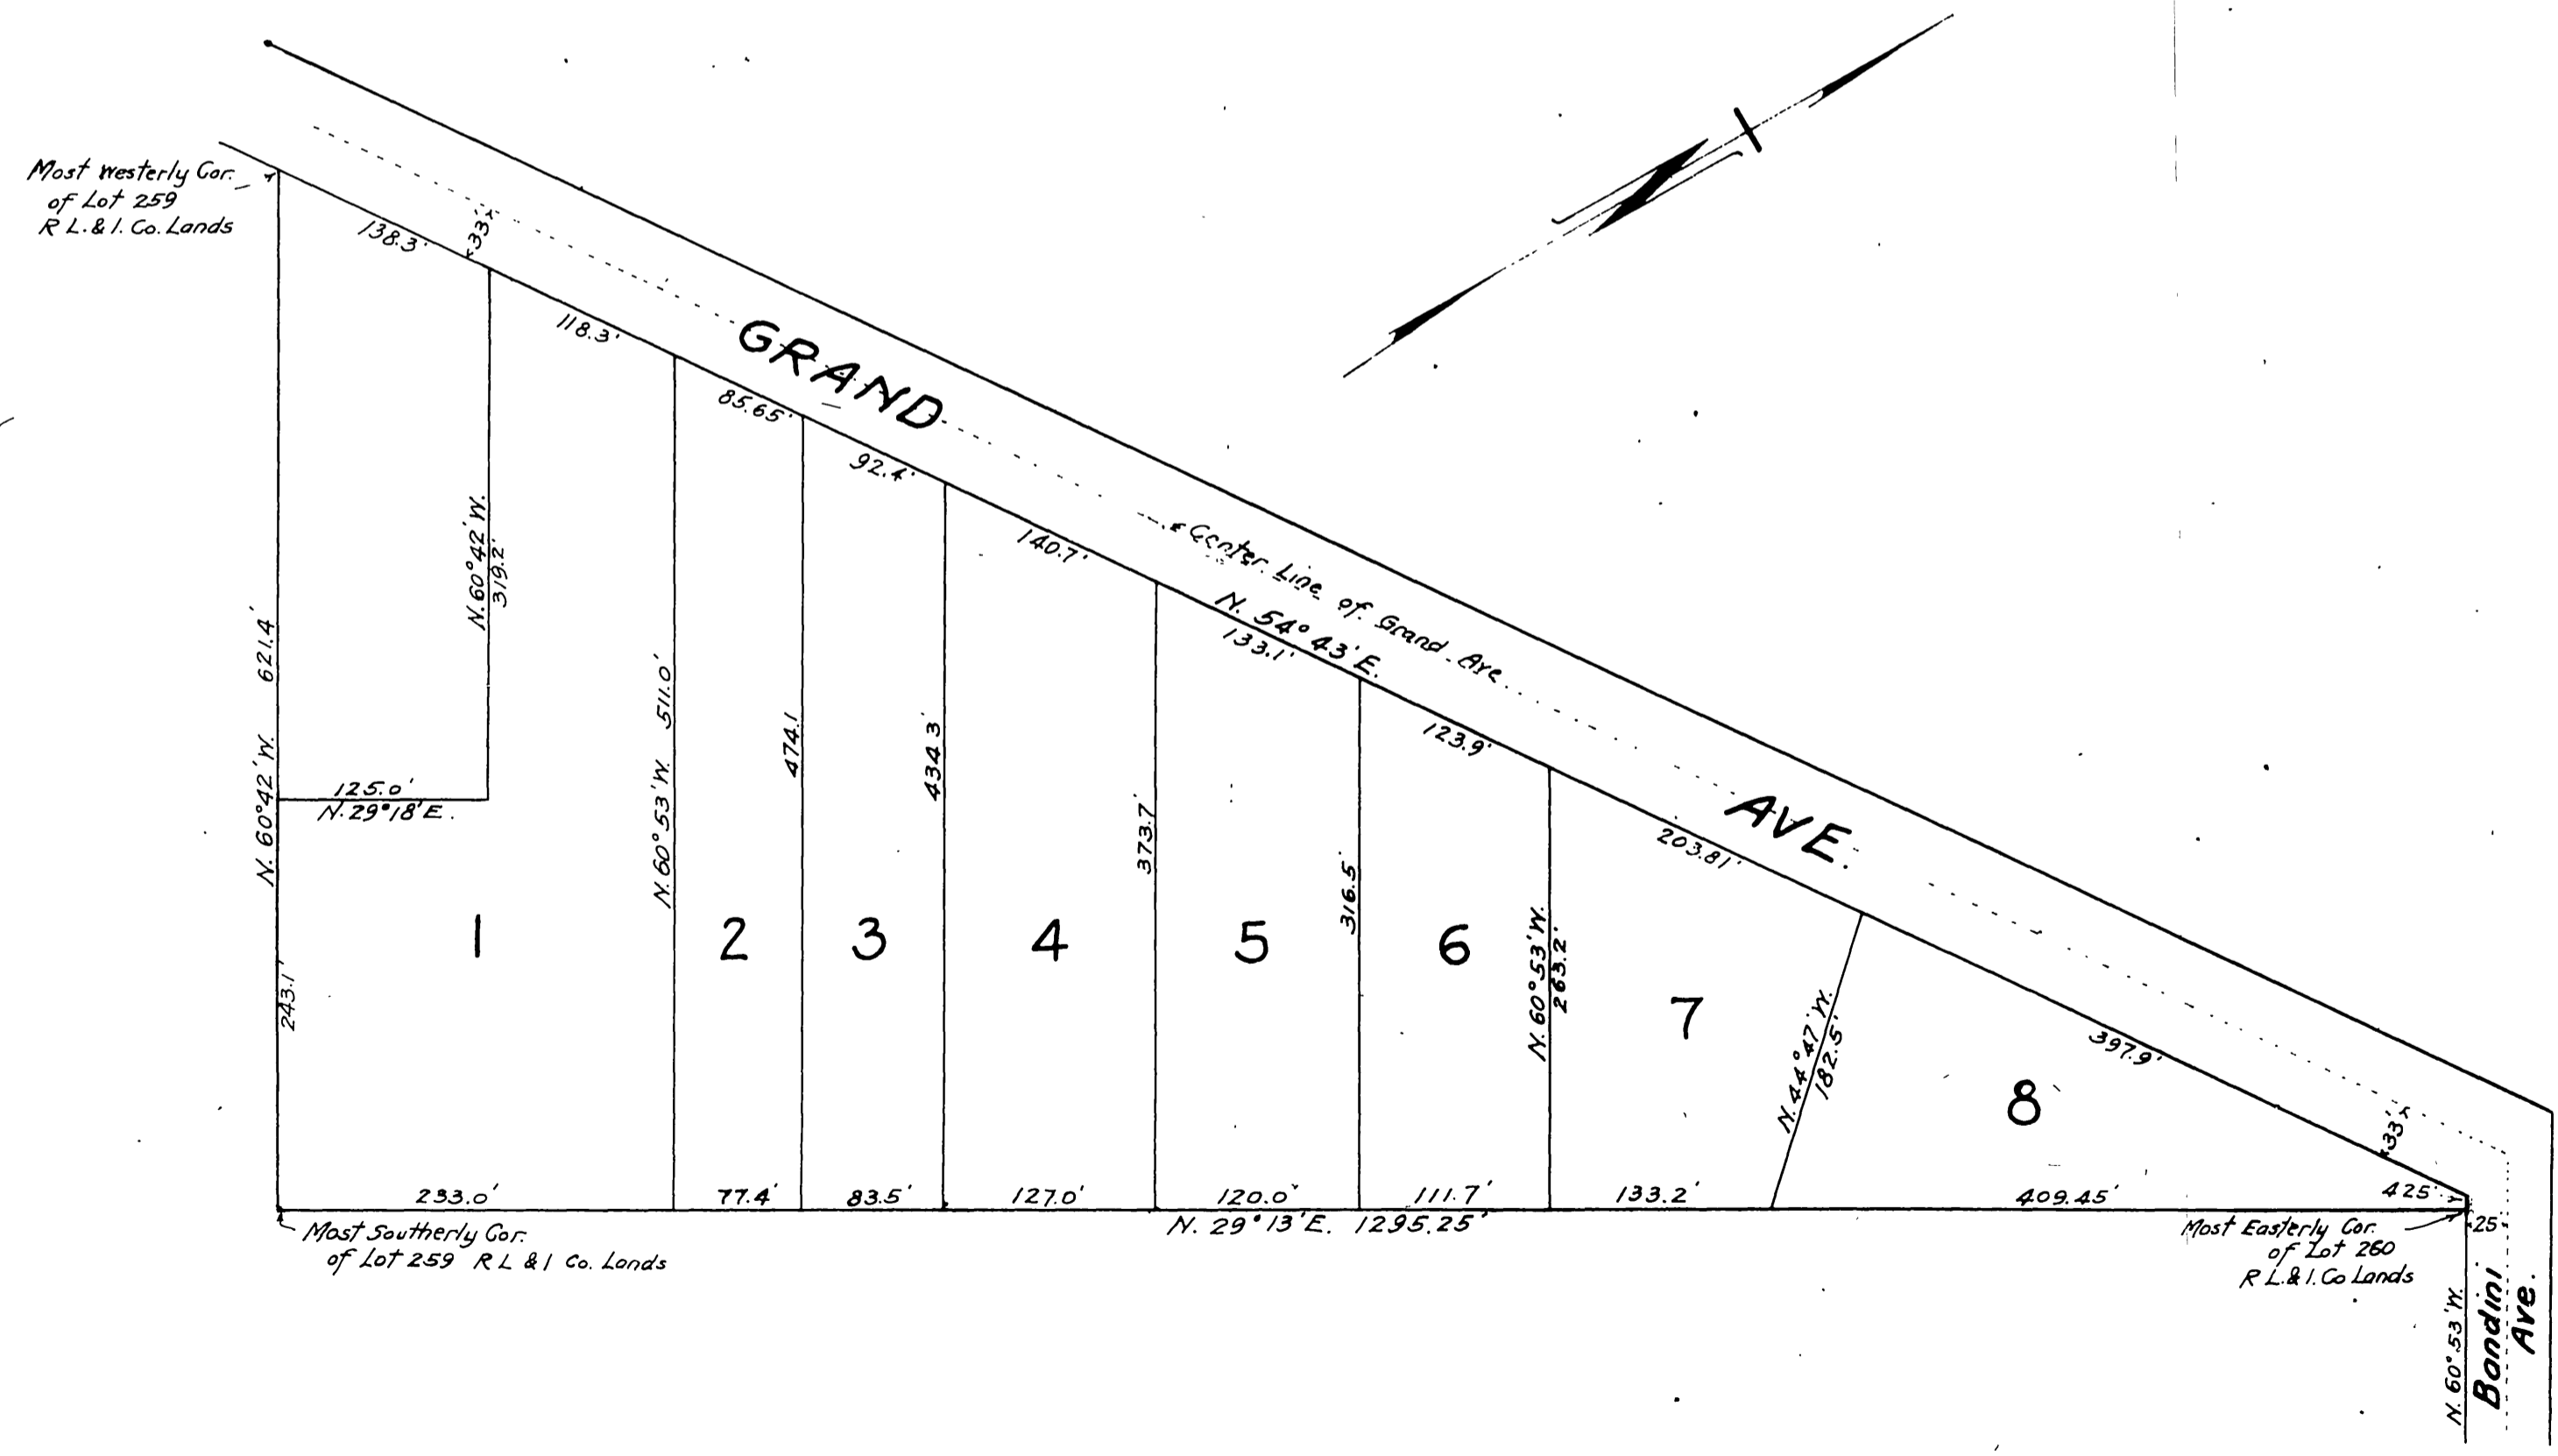 Most Westerly Cor.
of Lot 259
R L. & I. Co. Lands
138.3'
33'
118.3'
GRAND
85.65'
92.4'
140.7'
Center Line of Grand Ave.
N. 54° 43' E.
133.1'
123.9'
AVE.
203.81'
397.9'
33'
N. 60° 42' W. 621.4'
N. 60° 42' W.
319.2'
125.0'
N. 29° 18' E.
243.1'
N. 60° 53' W. 511.0'
474.1
434 3'
373.7'
316.5'
N. 60° 53' W.
263.2'
N. 44° 47' W.
182.5'
1
2
3
4
5
6
7
8
233.0'
77.4'
83.5'
127.0'
120.0'
111.7'
133.2'
409.45'
425'
N. 29° 13' E. 1295.25'
25'
Most Southerly Cor.
of Lot 259 R L & I Co. Lands
Most Easterly Cor.
of Lot 260
R L. & I. Co Lands
N. 60° 53' W.
Bandini
Ave.